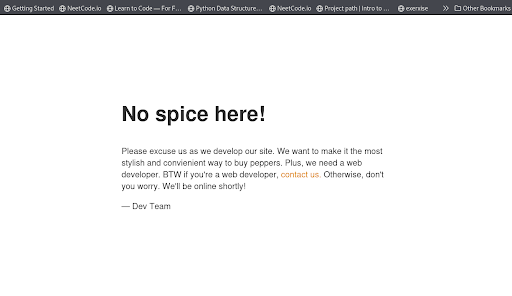 Getting Started NeetCode.io Learn to Code — For F... Python Data Structure... NeetCode.io Project path | Intro to ... exerxise Other Bookmarks
No spice here!
Please excuse us as we develop our site. We want to make it the most
stylish and convienient way to buy peppers. Plus, we need a web
developer. BTW if you're a web developer, contact us. Otherwise, don't
you worry. We'll be online shortly!
— Dev Team